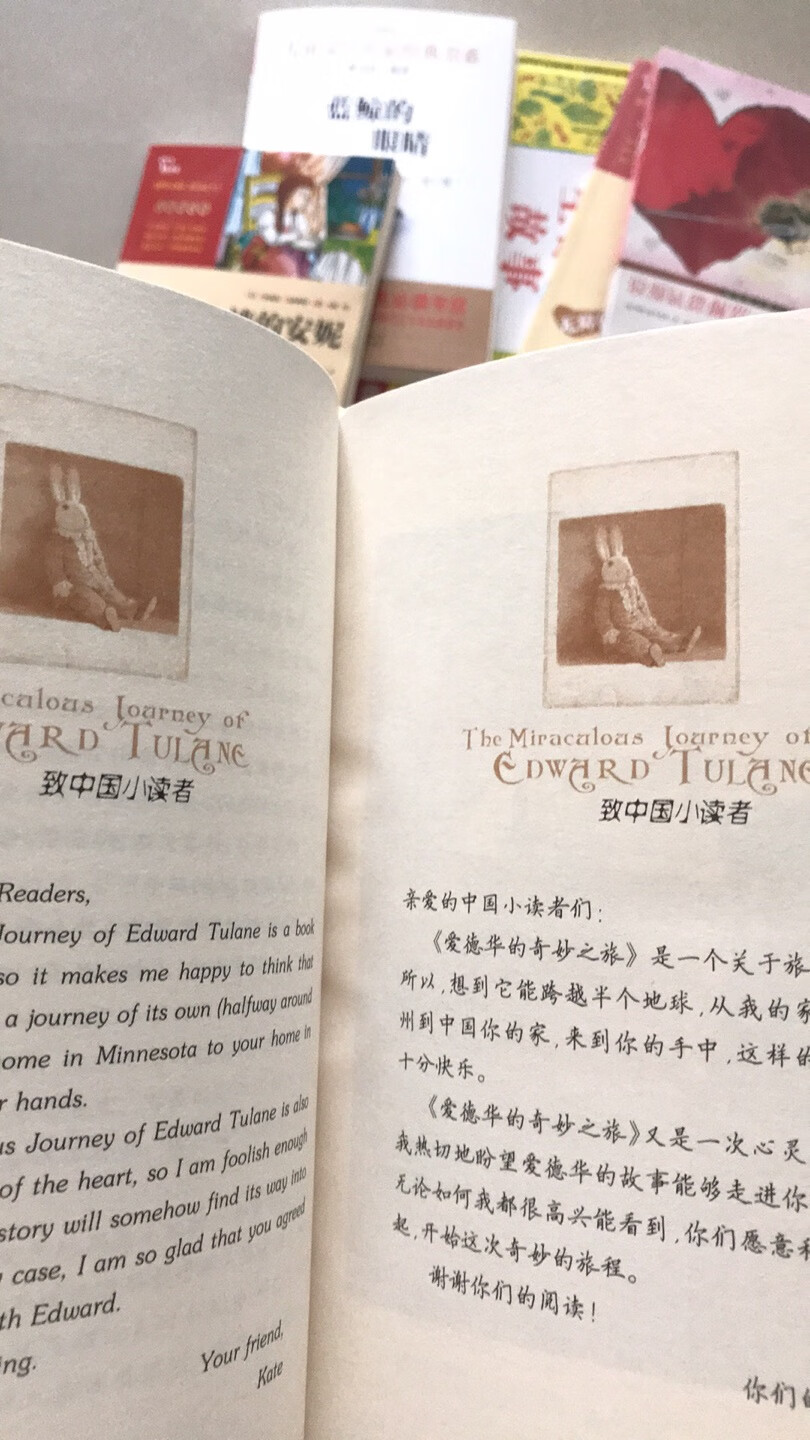 蓝鲸的
眼睛
故
事
的安妮
culous Journey of
ARD TULANE
致中国小读者
Readers,
Journey of Edward Tulane is a book
so it makes me happy to think that
a journey of its own (halfway around
ome in Minnesota to your home in
r hands.
us Journey of Edward Tulane is also
of the heart, so I am foolish enough
story will somehow find its way into
case, I am so glad that you agreed
th Edward.
ing.
Your friend,
Kate
The Miraculous Journey of
EDWARD TULANE
致中国小读者
亲爱的中国小读者们：
《爱德华的奇妙之旅》是一个关于旅
所以，想到它能跨越半个地球，从我的家
州到中国你的家，来到你的手中，这样的
十分快乐。
《爱德华的奇妙之旅》又是一次心灵
我热切地盼望爱德华的故事能够走进你
无论如何我都很高兴能看到，你们愿意和
起，开始这次奇妙的旅程。
谢谢你们的阅读！
你们的